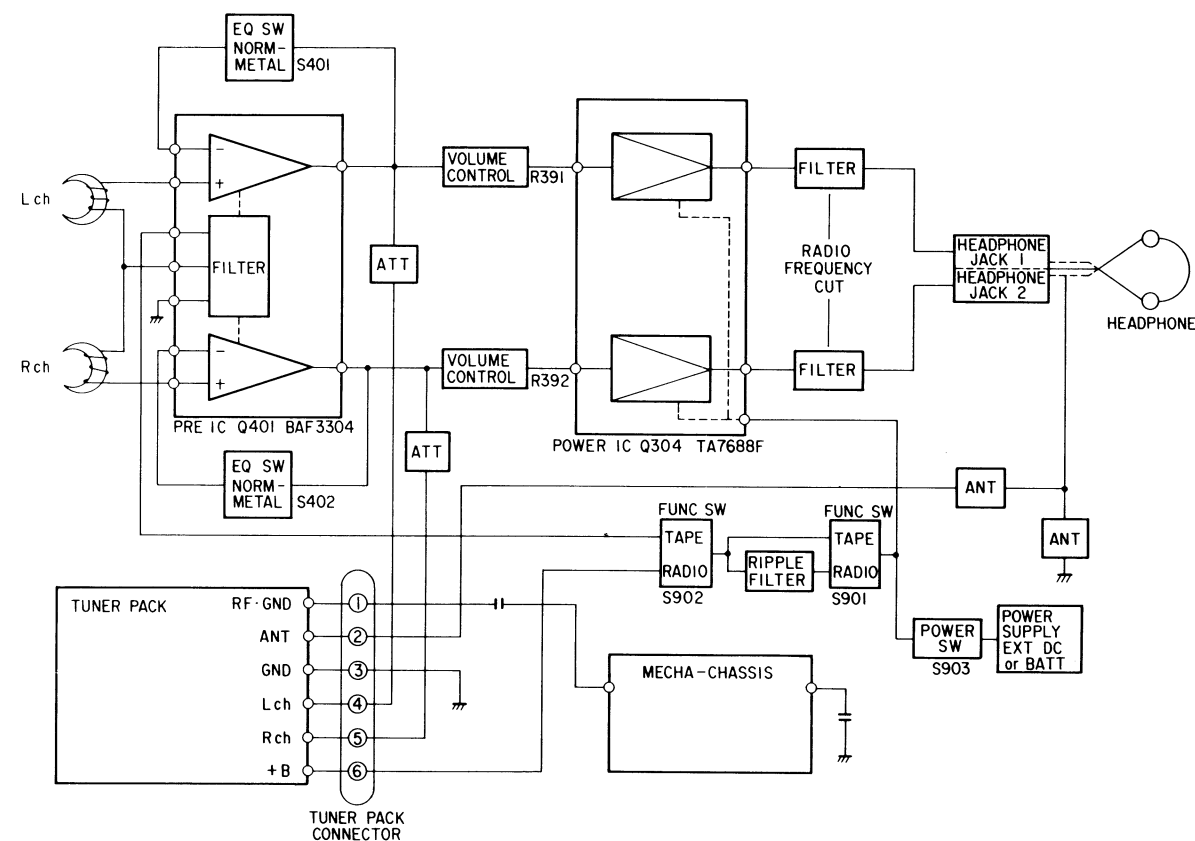 EQ SW
NORM-
METAL
S401
L ch
−
+
VOLUME
CONTROL
R391
FILTER
FILTER
ATT
RADIO
FREQUENCY
CUT
HEADPHONE
JACK 1
HEADPHONE
JACK 2
HEADPHONE
R ch
−
+
VOLUME
CONTROL
R392
FILTER
PRE IC Q401 BAF3304
POWER IC Q304 TA7688F
ATT
EQ SW
NORM-
METAL
S402
ANT
ANT
FUNC SW
TAPE
RADIO
S902
RIPPLE
FILTER
FUNC SW
TAPE
RADIO
S901
POWER
SW
S903
POWER
SUPPLY
EXT DC
or BATT
TUNER PACK
RF·GND
①
ANT
②
GND
③
Lch
④
Rch
⑤
+B
⑥
TUNER PACK
CONNECTOR
MECHA-CHASSIS